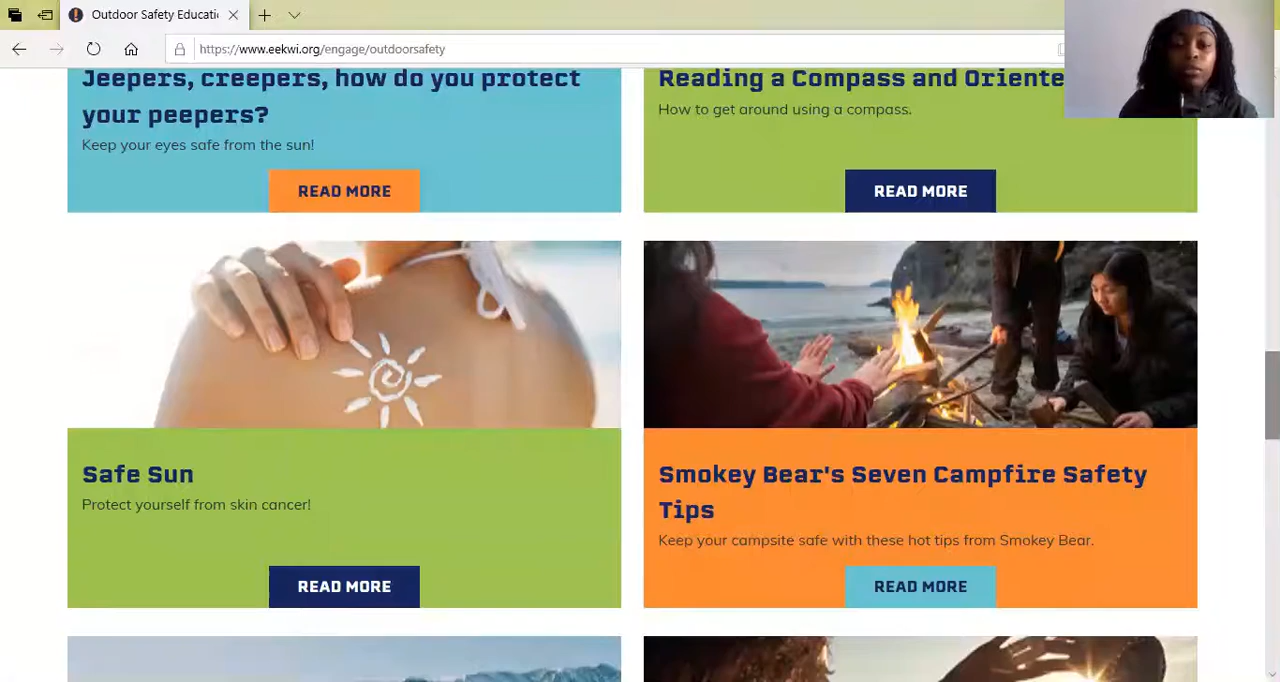 Outdoor Safety Educati
https://www.eekwi.org/engage/outdoorsafety
Jeepers, creepers, how do you protect
your peepers?
Keep your eyes safe from the sun!
READ MORE
Reading a Compass and Oriente
How to get around using a compass.
READ MORE
Safe Sun
Protect yourself from skin cancer!
READ MORE
Smokey Bear's Seven Campfire Safety
Tips
Keep your campsite safe with these hot tips from Smokey Bear.
READ MORE